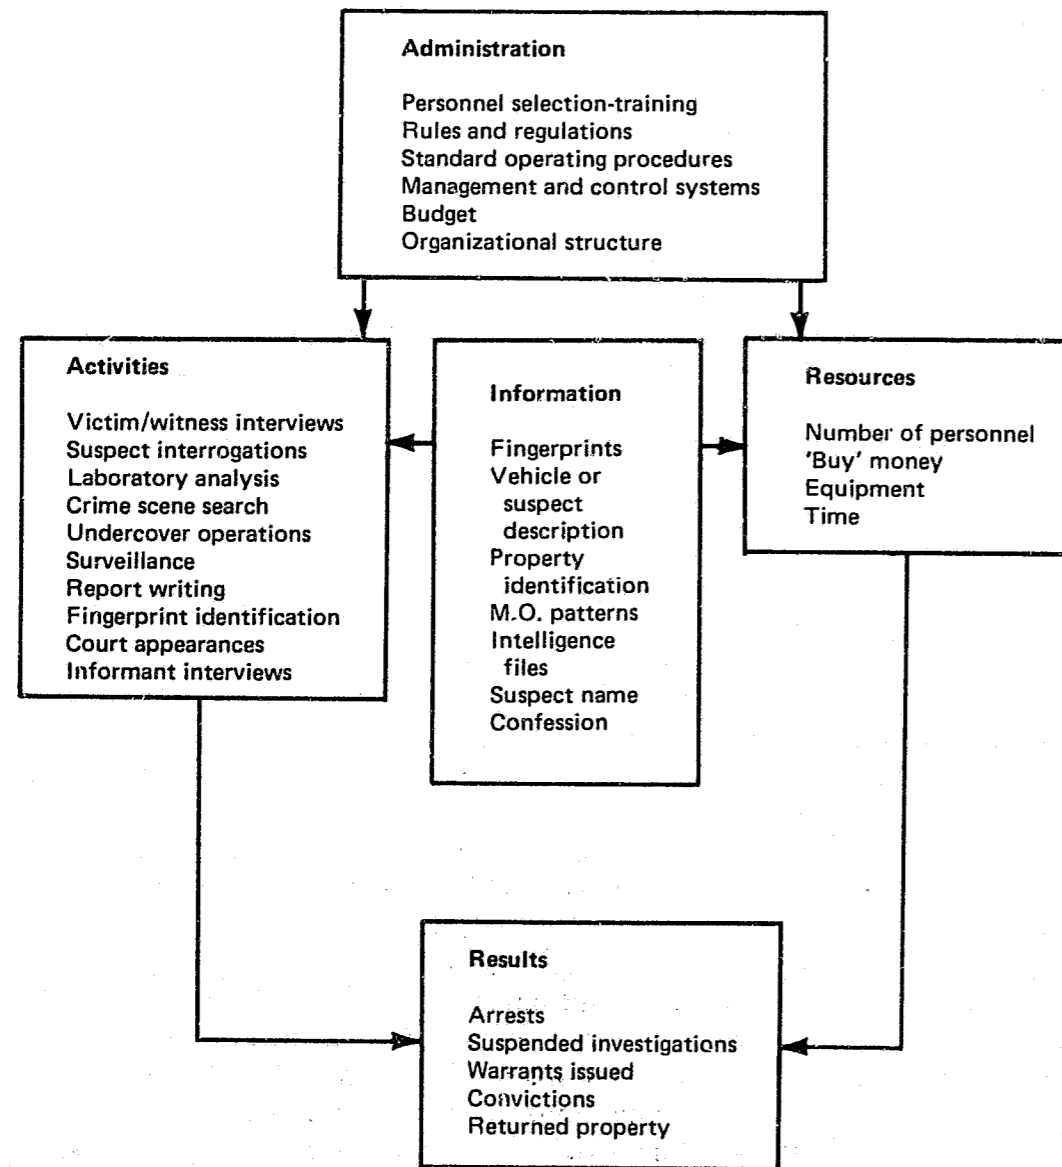 Administration
Personnel selection-training
Rules and regulations
Standard operating procedures
Management and control systems
Budget
Organizational structure
Activities
Victim/witness interviews
Suspect interrogations
Laboratory analysis
Crime scene search
Undercover operations
Surveillance
Report writing
Fingerprint identification
Court appearances
Informant interviews
Information
Fingerprints
Vehicle or
suspect
description
Property
identification
M.O. patterns
Intelligence
files
Suspect name
Confession
Resources
Number of personnel
'Buy' money
Equipment
Time
Results
Arrests
Suspended investigations
Warrants issued
Convictions
Returned property